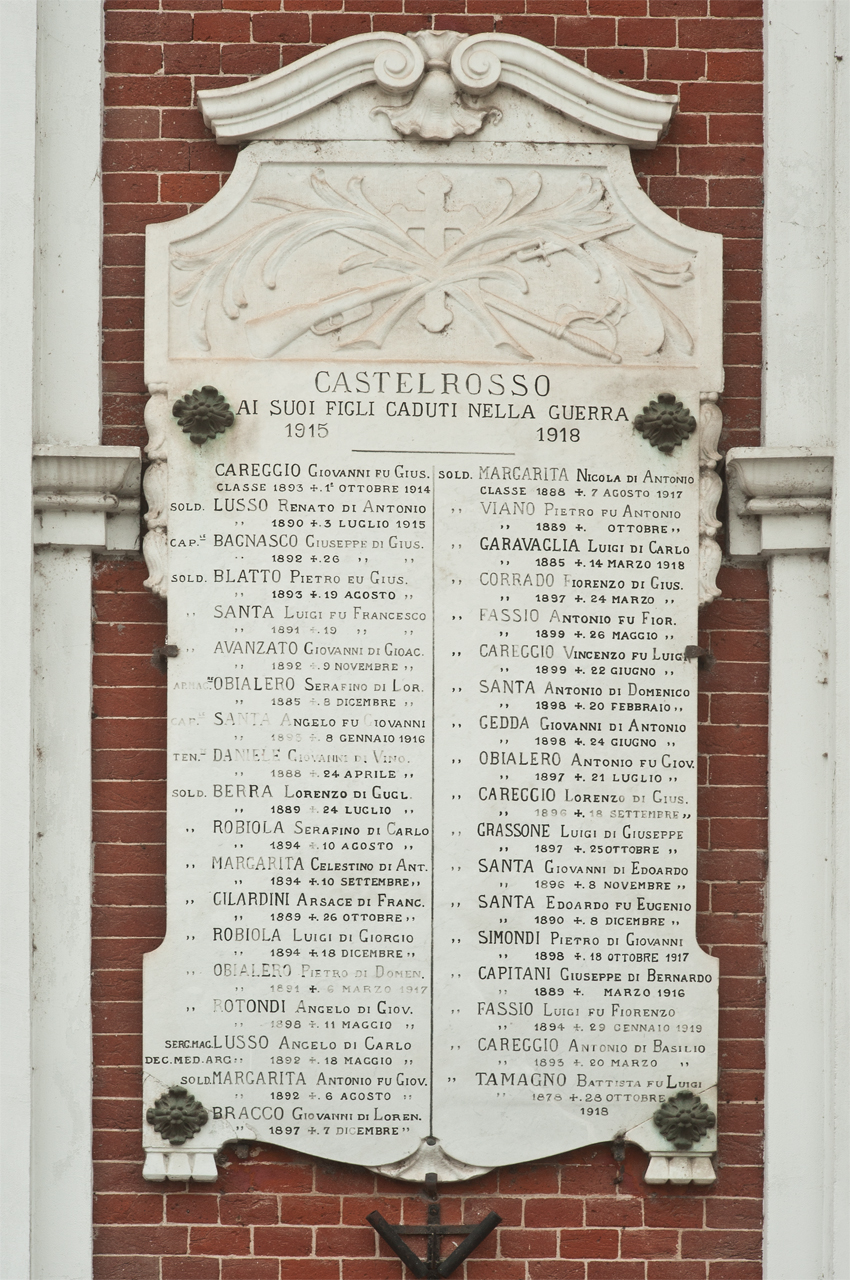 CASTELROSSO
AI SUOI FIGLI CADUTI NELLA GUERRA
1915 1918
CAREGGIO GIOVANNI FU GIUS.
CLASSE 1893 +. 1° OTTOBRE 1914
SOLD. LUSSO RENATO DI ANTONIO
,, 1890 +. 3 LUGLIO 1915
CAP.LE BAGNASCO GIUSEPPE DI GIUS.
,, 1892 +. 26 ,, ,,
SOLD. BLATTO PIETRO EU GIUS.
,, 1893 +. 19 AGOSTO ,,
,, SANTA LUIGI FU FRANCESCO
,, 1891 +. 19 ,, ,,
,, AVANZATO GIOVANNI DI GIOAC.
,, 1892 +. 9 NOVEMBRE ,,
OBIALERO SERAFINO DI LOR.
,, 1885 +. 8 DICEMBRE ,,
CAP. SANTA ANGELO FU GIOVANNI
,, +. 8 GENNAIO 1916
TEN.TE DANIELE GIOVANNI DI VINC.
,, 1888 +. 24 APRILE ,,
SOLD. BERRA LORENZO DI GUGL.
,, 1889 +. 24 LUGLIO ,,
,, ROBIOLA SERAFINO DI CARLO
,, 1894 +. 10 AGOSTO ,,
,, MARGARITA CELESTINO DI ANT.
,, 1894 +. 10 SETTEMBRE ,,
,, GILARDINI ARSACE DI FRANC.
,, 1889 +. 26 OTTOBRE ,,
,, ROBIOLA LUIGI DI GIORGIO
,, 1894 +. 18 DICEMBRE ,,
,, OBIALERO PIETRO DI DOMEN.
,, 1891 +. 6 MARZO 1917
,, ROTONDI ANGELO DI GIOV.
,, 1898 +. 11 MAGGIO ,,
SERG.MAG. LUSSO ANGELO DI CARLO
DEC.MED.ARG. ,, 1892 +. 18 MAGGIO ,,
SOLD. MARGARITA ANTONIO FU GIOV.
,, 1892 +. 6 AGOSTO ,,
BRACCO GIOVANNI DI LOREN.
,, 1897 +. 7 DICEMBRE ,,
SOLD. MARGARITA NICOLA DI ANTONIO
CLASSE 1888 +. 7 AGOSTO 1917
,, VIANO PIETRO FU ANTONIO
,, 1889 +. OTTOBRE ,,
,, GARAVAGLIA LUIGI DI CARLO
,, 1885 +. 14 MARZO 1918
,, CORRADO FIORENZO DI GIUS.
,, 1897 +. 24 MARZO ,,
,, FASSIO ANTONIO FU FIOR.
,, 1899 +. 26 MAGGIO ,,
,, CAREGGIO VINCENZO FU LUIGI
,, 1899 +. 22 GIUGNO ,,
,, SANTA ANTONIO DI DOMENICO
,, 1898 +. 20 FEBBRAIO ,,
,, GEDDA GIOVANNI DI ANTONIO
,, 1898 +. 24 GIUGNO ,,
,, OBIALERO ANTONIO FU GIOV.
,, 1897 +. 21 LUGLIO ,,
,, CAREGGIO LORENZO DI GIUS.
,, 1896 +. 18 SETTEMBRE ,,
,, GRASSONE LUIGI DI GIUSEPPE
,, 1897 +. 25 OTTOBRE ,,
,, SANTA GIOVANNI DI EDOARDO
,, 1896 +. 8 NOVEMBRE ,,
,, SANTA EDOARDO FU EUGENIO
,, 1890 +. 8 DICEMBRE ,,
,, SIMONDI PIETRO DI GIOVANNI
,, 1898 +. 18 OTTOBRE 1917
,, CAPITANI GIUSEPPE DI BERNARDO
,, 1889 +. MARZO 1916
,, FASSIO LUIGI FU FIORENZO
,, 1894 +. 29 GENNAIO 1919
,, CAREGGIO ANTONIO DI BASILIO
,, 1893 +. 20 MARZO ,,
,, TAMAGNO BATTISTA FU LUIGI
,, 1878 +. 28 OTTOBRE
1918